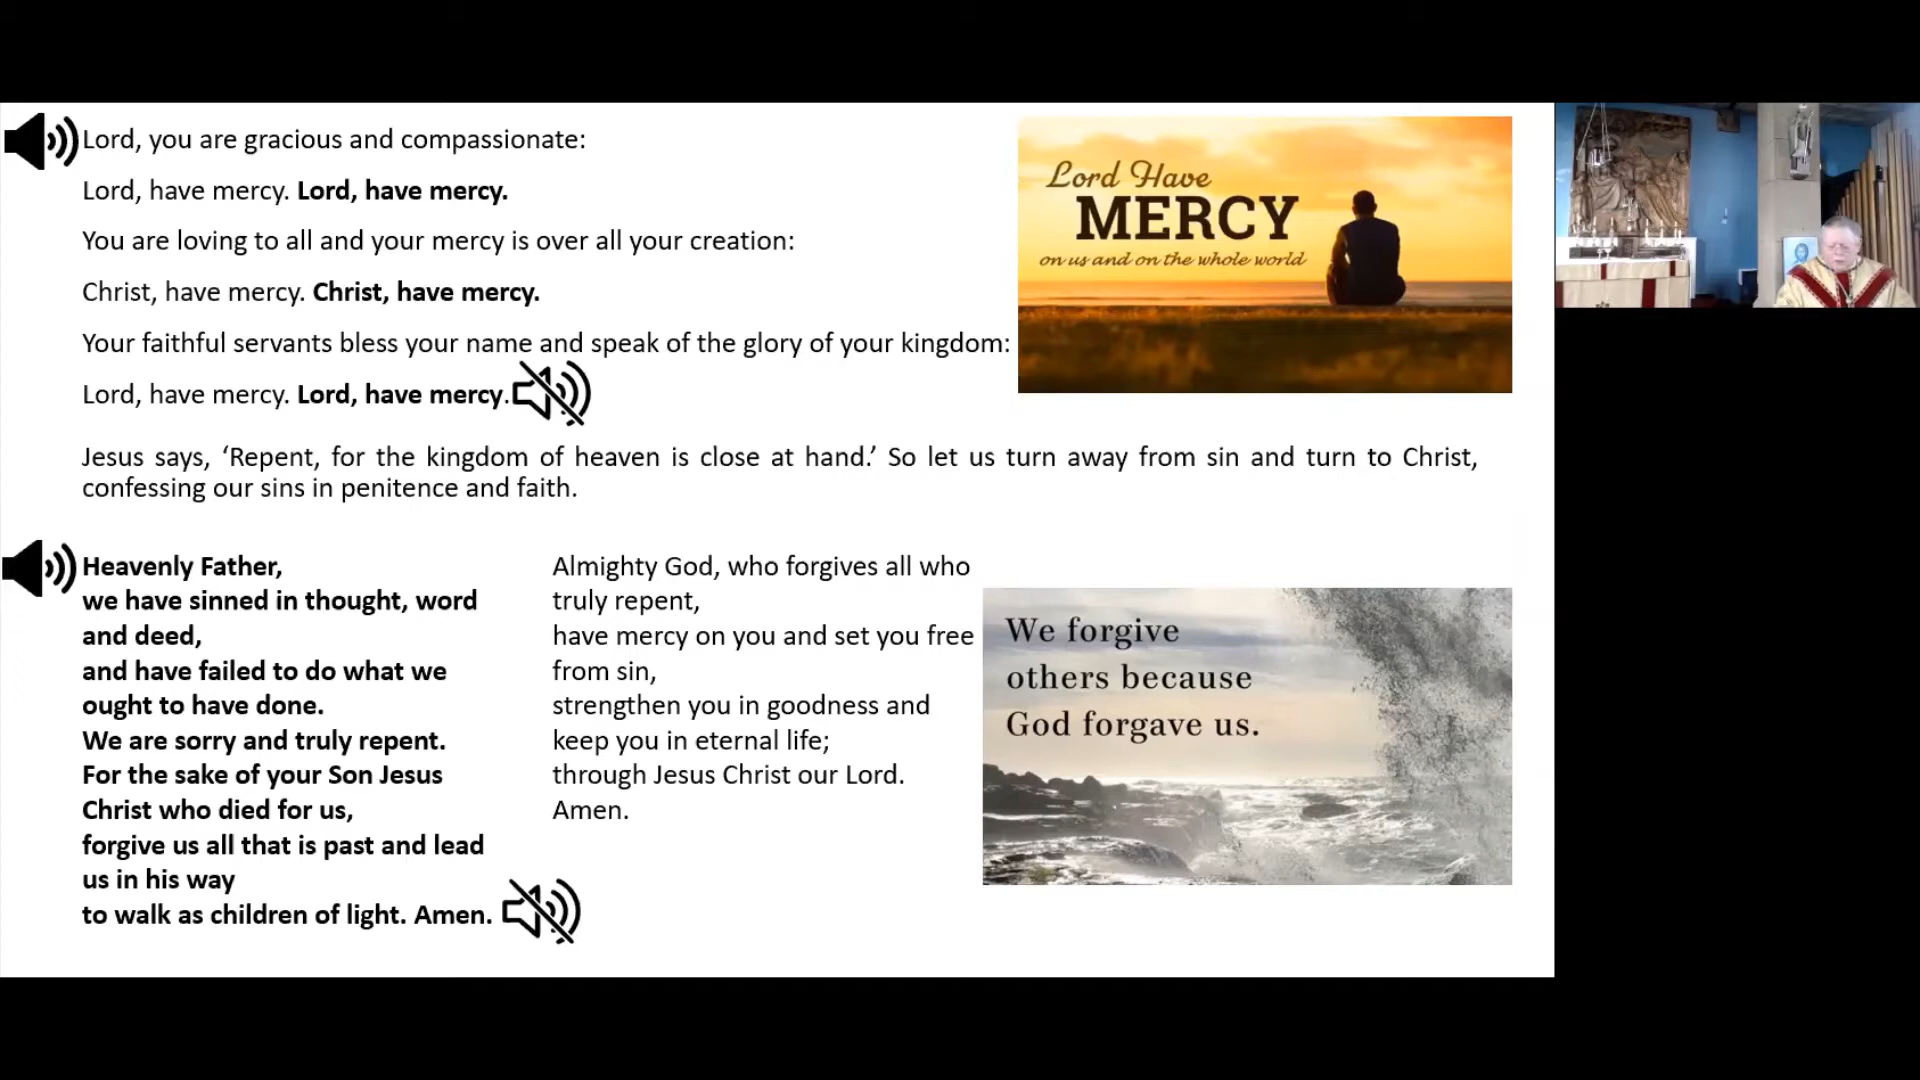 Lord, you are gracious and compassionate:
Lord, have mercy. Lord, have mercy.
You are loving to all and your mercy is over all your creation:
Christ, have mercy. Christ, have mercy.
Your faithful servants bless your name and speak of the glory of your kingdom:
Lord, have mercy. Lord, have mercy.
Lord Have
MERCY
on us and on the whole world
Jesus says, ‘Repent, for the kingdom of heaven is close at hand.’ So let us turn away from sin and turn to Christ,
confessing our sins in penitence and faith.
Heavenly Father,
we have sinned in thought, word
and deed,
and have failed to do what we
ought to have done.
We are sorry and truly repent.
For the sake of your Son Jesus
Christ who died for us,
forgive us all that is past and lead
us in his way
to walk as children of light. Amen.
Almighty God, who forgives all who
truly repent,
have mercy on you and set you free
from sin,
strengthen you in goodness and
keep you in eternal life;
through Jesus Christ our Lord.
Amen.
We forgive
others because
God forgave us.